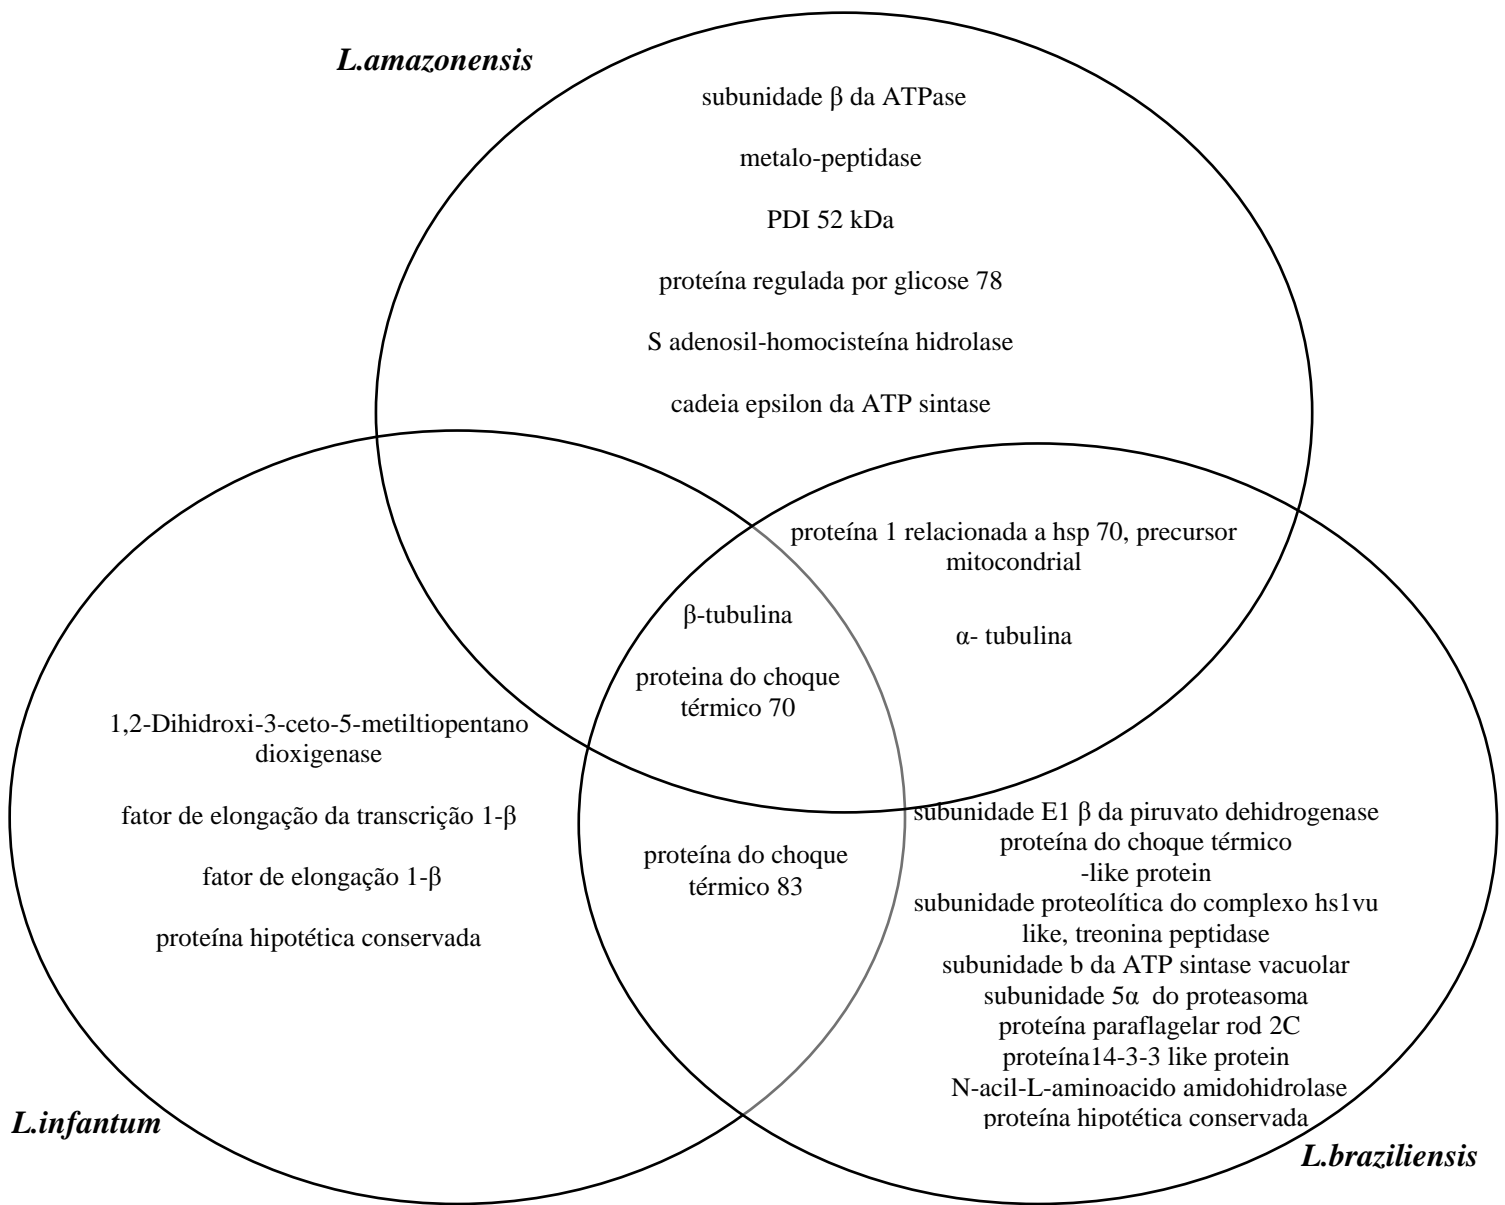 L.amazonensis
subunidade β da ATPase
metalo-peptidase
PDI 52 kDa
proteína regulada por glicose 78
S adenosil-homocisteína hidrolase
cadeia epsilon da ATP sintase
proteína 1 relacionada a hsp 70, precursor
mitocondrial
α- tubulina
β-tubulina
proteina do choque
térmico 70
1,2-Dihidroxi-3-ceto-5-metiltiopentano
dioxigenase
fator de elongação da transcrição 1-β
fator de elongação 1-β
proteína hipotética conservada
proteína do choque
térmico 83
subunidade E1 β da piruvato dehidrogenase
proteína do choque térmico
-like protein
subunidade proteolítica do complexo hs1vu
like, treonina peptidase
subunidade b da ATP sintase vacuolar
subunidade 5α do proteasoma
proteína paraflagelar rod 2C
proteína14-3-3 like protein
N-acil-L-aminoacido amidohidrolase
proteína hipotética conservada
L.infantum
L.braziliensis